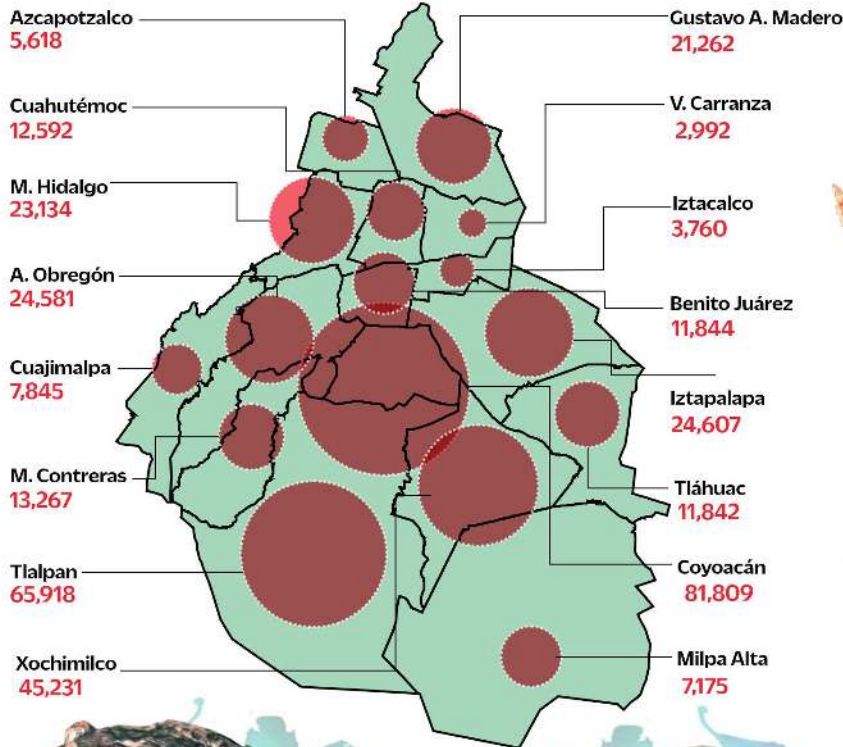 Azcapotzalco
5,618
Cuahutémoc
12,592
M. Hidalgo
23,134
A. Obregón
24,581
Cuajimalpa
7,845
M. Contreras
13,267
Tlalpan
65,918
Xochimilco
45,231
Gustavo A. Madero
21,262
V. Carranza
2,992
Iztacalco
3,760
Benito Juárez
11,844
Iztapalapa
24,607
Tláhuac
11,842
Coyoacán
81,809
Milpa Alta
7,175